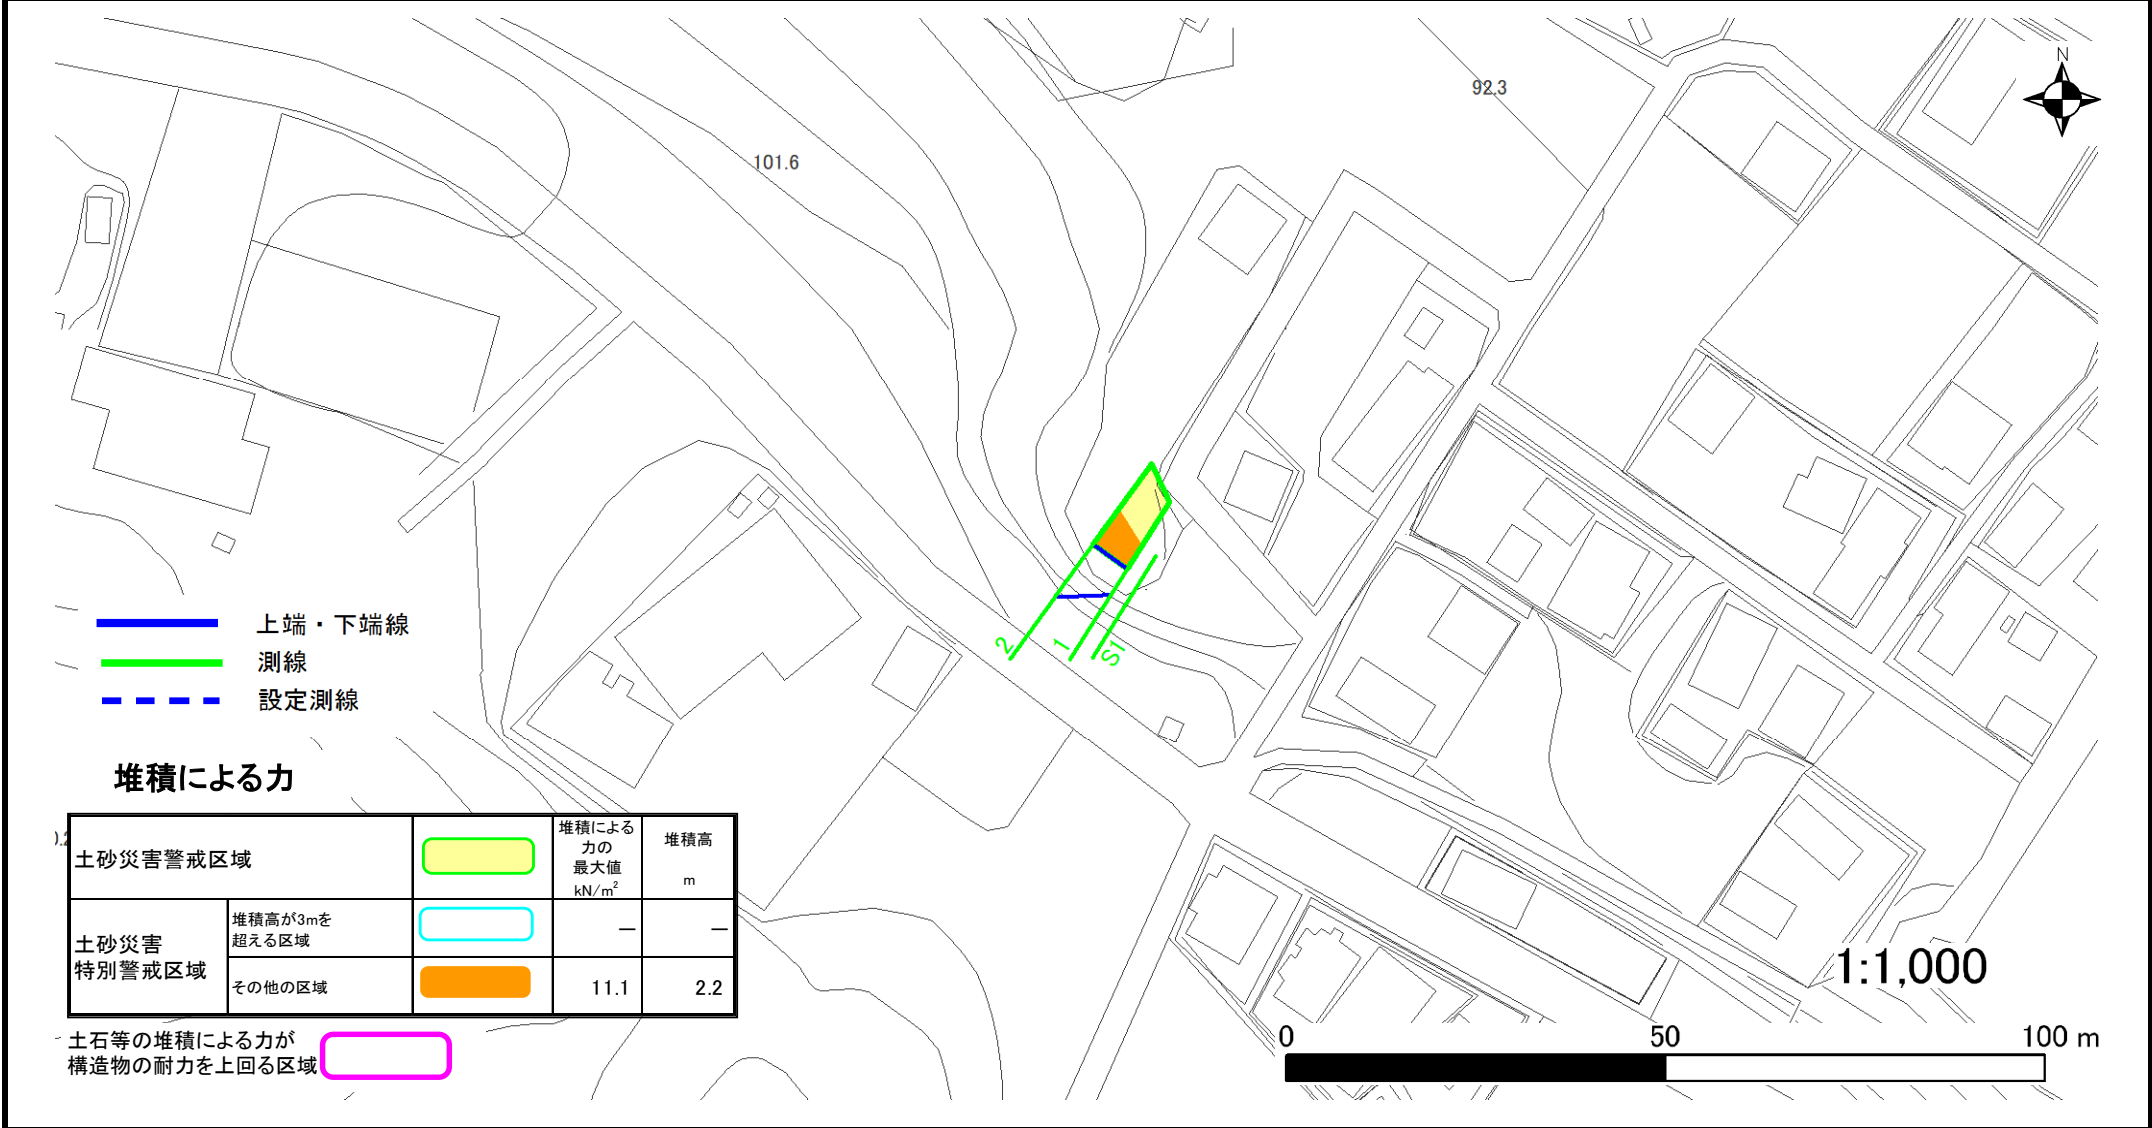 N
92.3
101.6
2
1
S1
上端・下端線
測線
設定測線
堆積による力
土砂災害警戒区域
堆積による
力の
最大値
kN/m²
堆積高
m
土砂災害
特別警戒区域
堆積高が3mを
超える区域
—
—
その他の区域
11.1
2.2
土石等の堆積による力が
構造物の耐力を上回る区域
1:1,000
0
50
100 m